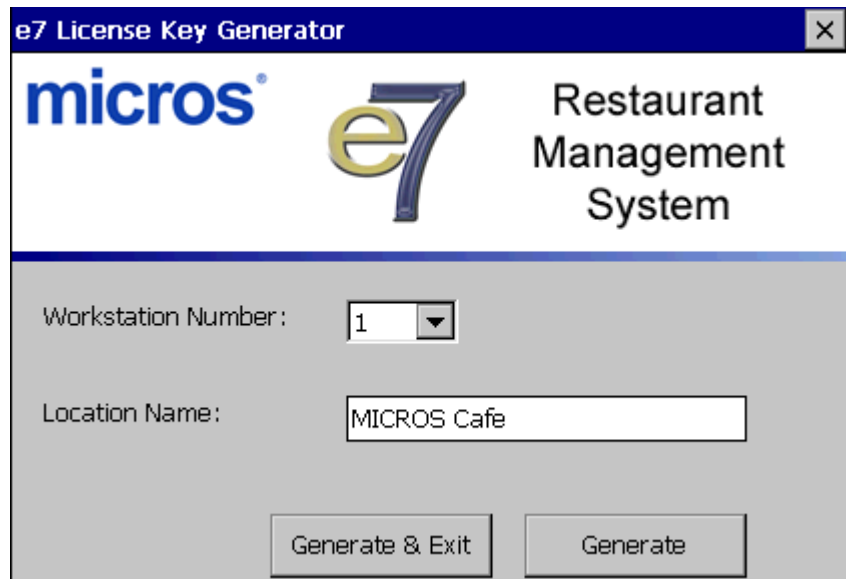 e7 License Key Generator
micros®
e7
Restaurant
Management
System
Workstation Number:
1
Location Name:
MICROS Cafe
Generate & Exit
Generate